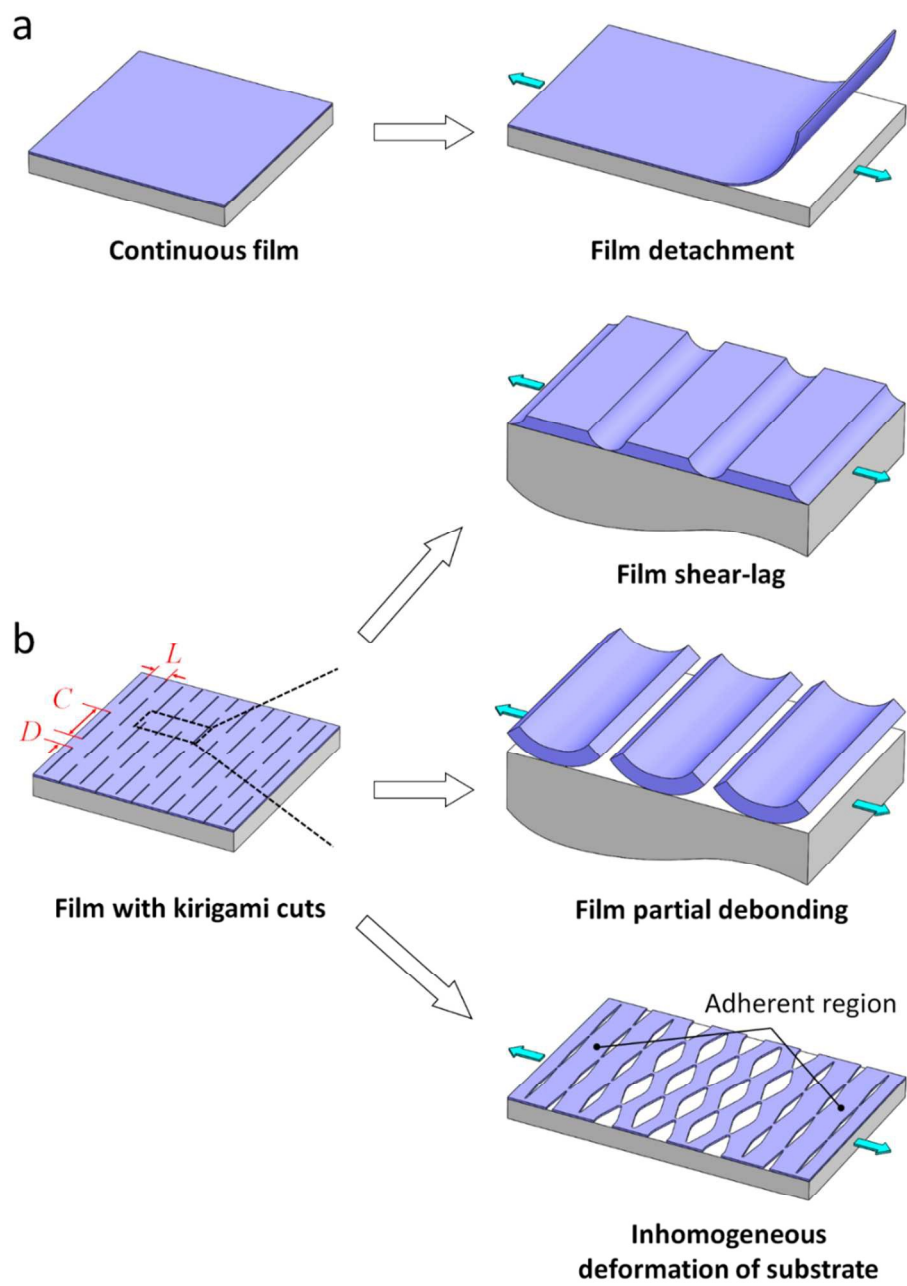 a
Continuous film
Film detachment
Film shear-lag
b
L
C
D
Film with kirigami cuts
Film partial debonding
Adherent region
Inhomogeneous
deformation of substrate